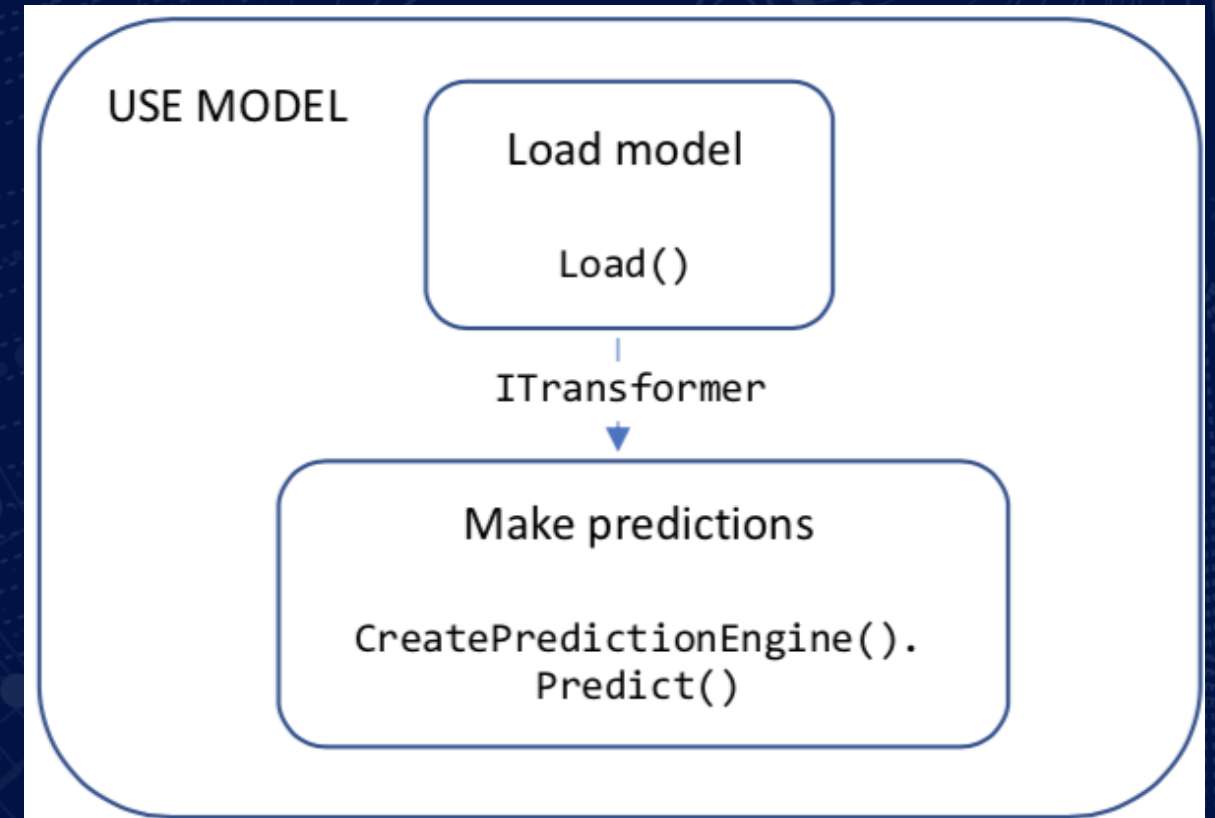 USE MODEL
Load model
Load()
ITransformer
Make predictions
CreatePredictionEngine().
Predict()